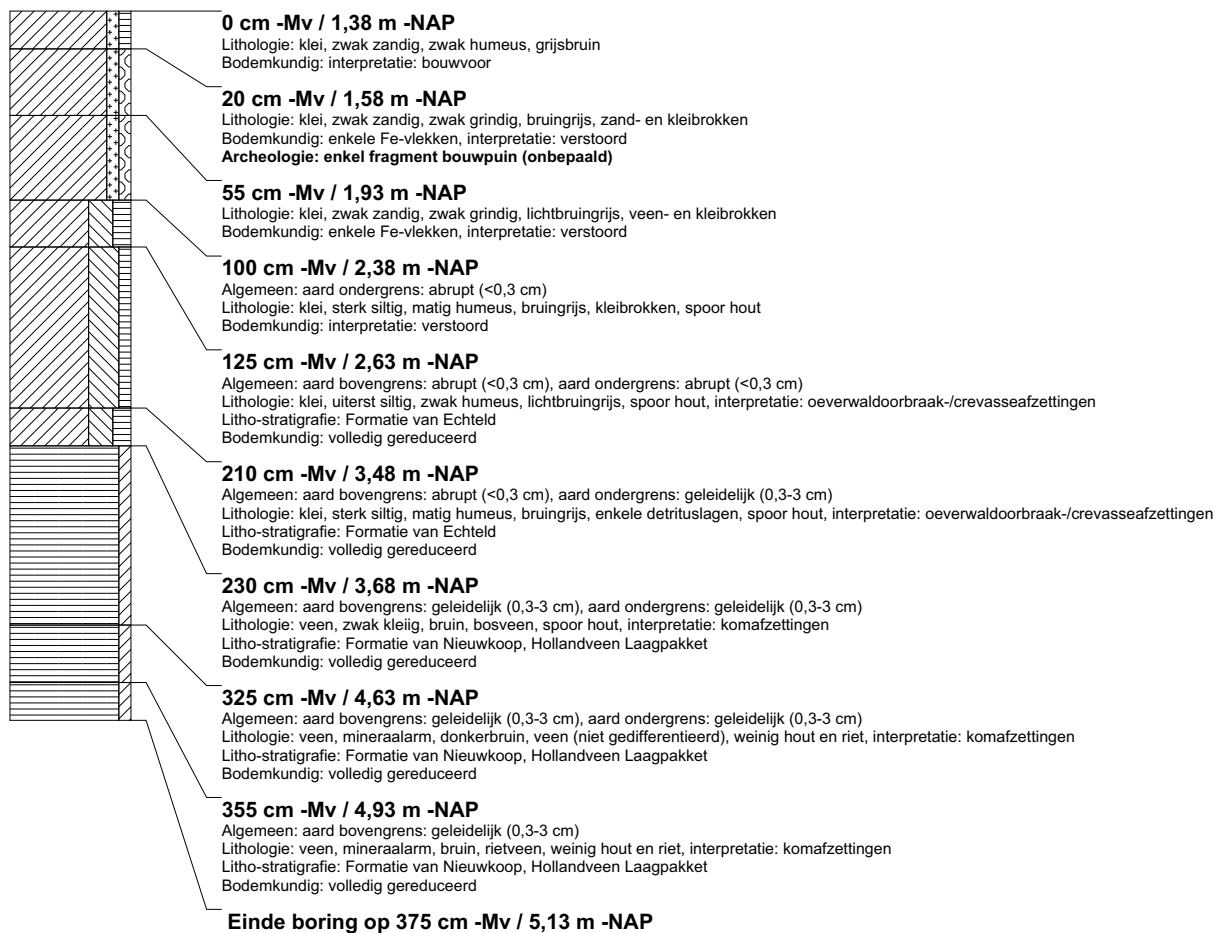 0 cm -Mv / 1,38 m -NAP
Lithologie: klei, zwak zandig, zwak humeus, grijsbruin
Bodemkundig: interpretatie: bouwvoor
20 cm -Mv / 1,58 m -NAP
Lithologie: klei, zwak zandig, zwak grindig, bruingrijs, zand- en kleibrokken
Bodemkundig: enkele Fe-vlekken, interpretatie: verstoord
Archeologie: enkel fragment bouwpuin (onbepaald)
55 cm -Mv / 1,93 m -NAP
Lithologie: klei, zwak zandig, zwak grindig, lichtbruingrijs, veen- en kleibrokken
Bodemkundig: enkele Fe-vlekken, interpretatie: verstoord
100 cm -Mv / 2,38 m -NAP
Algemeen: aard ondergrens: abrupt (<0,3 cm)
Lithologie: klei, sterk siltig, matig humeus, bruingrijs, kleibrokken, spoor hout
Bodemkundig: interpretatie: verstoord
125 cm -Mv / 2,63 m -NAP
Algemeen: aard bovengrens: abrupt (<0,3 cm), aard ondergrens: abrupt (<0,3 cm)
Lithologie: klei, uiterst siltig, zwak humeus, lichtbruingrijs, spoor hout, interpretatie: oeverwaldoorbraak-/crevasseafzettingen
Litho-stratigrafie: Formatie van Echteld
Bodemkundig: volledig gereduceerd
210 cm -Mv / 3,48 m -NAP
Algemeen: aard bovengrens: abrupt (<0,3 cm), aard ondergrens: geleidelijk (0,3-3 cm)
Lithologie: klei, sterk siltig, matig humeus, bruingrijs, enkele detrituslagen, spoor hout, interpretatie: oeverwaldoorbraak-/crevasseafzettingen
Litho-stratigrafie: Formatie van Echteld
Bodemkundig: volledig gereduceerd
230 cm -Mv / 3,68 m -NAP
Algemeen: aard bovengrens: geleidelijk (0,3-3 cm), aard ondergrens: geleidelijk (0,3-3 cm)
Lithologie: veen, zwak kleiig, bruin, bosveen, spoor hout, interpretatie: komafzettingen
Litho-stratigrafie: Formatie van Nieuwkoop, Hollandveen Laagpakket
Bodemkundig: volledig gereduceerd
325 cm -Mv / 4,63 m -NAP
Algemeen: aard bovengrens: geleidelijk (0,3-3 cm), aard ondergrens: geleidelijk (0,3-3 cm)
Lithologie: veen, mineraalarm, donkerbruin, veen (niet gedifferentieerd), weinig hout en riet, interpretatie: komafzettingen
Litho-stratigrafie: Formatie van Nieuwkoop, Hollandveen Laagpakket
Bodemkundig: volledig gereduceerd
355 cm -Mv / 4,93 m -NAP
Algemeen: aard bovengrens: geleidelijk (0,3-3 cm)
Lithologie: veen, mineraalarm, bruin, rietveen, weinig hout en riet, interpretatie: komafzettingen
Litho-stratigrafie: Formatie van Nieuwkoop, Hollandveen Laagpakket
Bodemkundig: volledig gereduceerd
Einde boring op 375 cm -Mv / 5,13 m -NAP